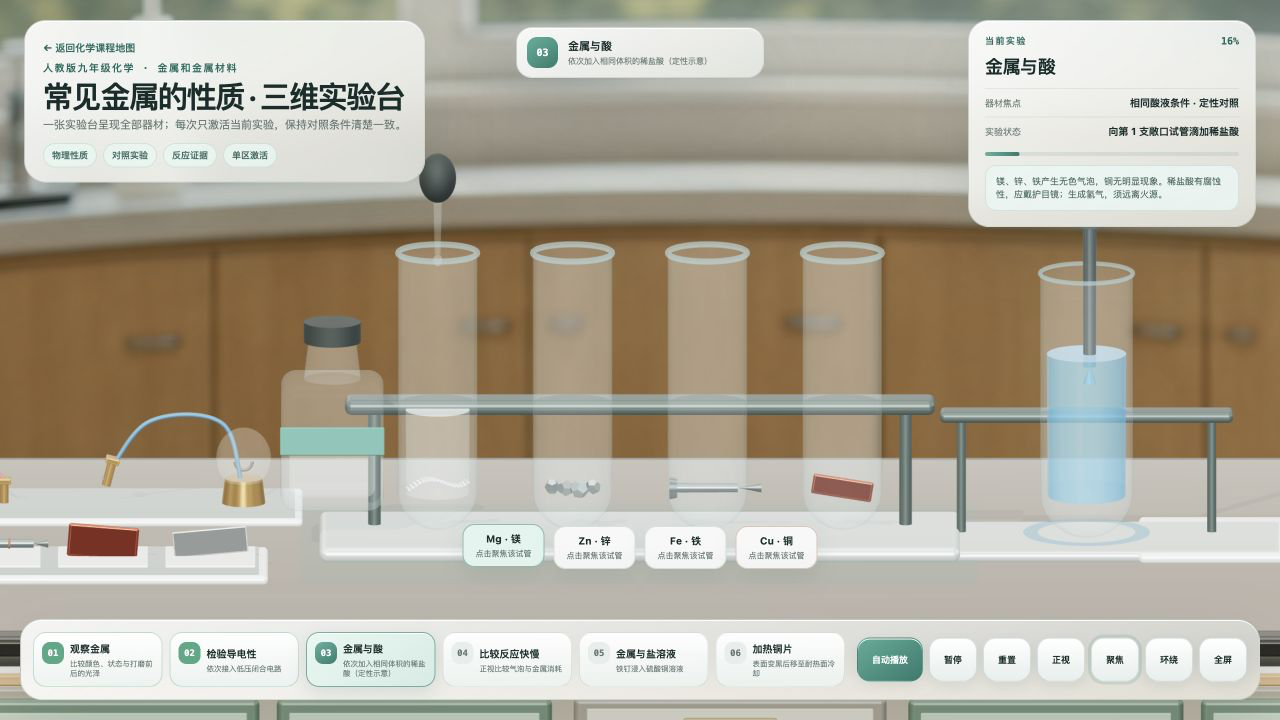 ← 返回化学课程地图
人教版九年级化学 · 金属和金属材料
常见金属的性质·三维实验台
一张实验台呈现全部器材；每次只激活当前实验，保持对照条件清楚一致。
物理性质
对照实验
反应证据
单区激活
03
金属与酸
依次加入相同体积的稀盐酸（定性示意）
当前实验
16%
金属与酸
器材焦点
相同酸液条件 · 定性对照
实验状态
向第 1 支敞口试管滴加稀盐酸
镁、锌、铁产生无色气泡，铜无明显现象。稀盐酸有腐蚀
性，应戴护目镜；生成氢气，须远离火源。
Mg · 镁
点击聚焦该试管
Zn · 锌
点击聚焦该试管
Fe · 铁
点击聚焦该试管
Cu · 铜
点击聚焦该试管
01
观察金属
比较颜色、状态与打磨前
后的光泽
02
检验导电性
依次接入低压闭合电路
03
金属与酸
依次加入相同体积的稀盐
酸（定性示意）
04
比较反应快慢
正视比较气泡与金属消耗
05
金属与盐溶液
铁钉浸入硫酸铜溶液
06
加热铜片
表面变黑后移至耐热面冷
却
自动播放
暂停
重置
正视
聚焦
环绕
全屏